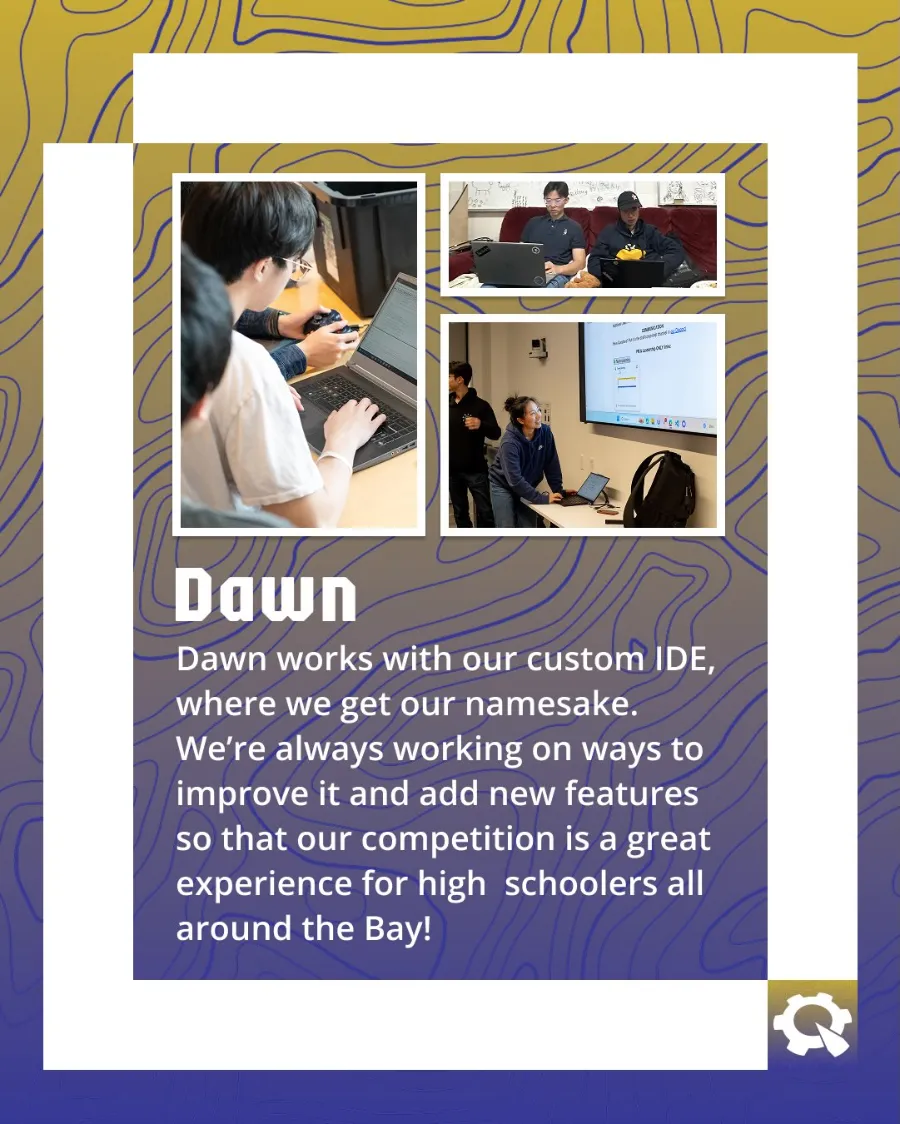 Dawn
Dawn works with our custom IDE,
where we get our namesake.
We’re always working on ways to
improve it and add new features
so that our competition is a great
experience for high  schoolers all
around the Bay!